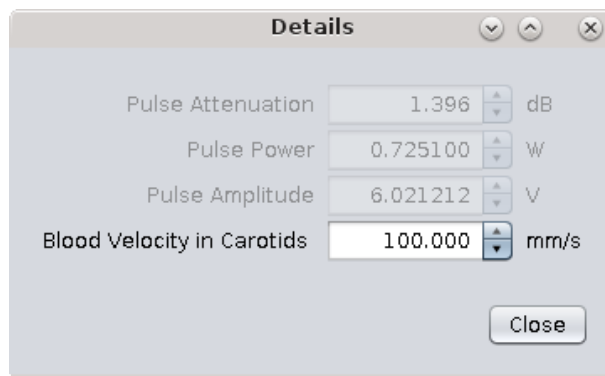 Details
Pulse Attenuation 1.396 dB
Pulse Power 0.725100 W
Pulse Amplitude 6.021212 V
Blood Velocity in Carotids 100.000 mm/s
Close